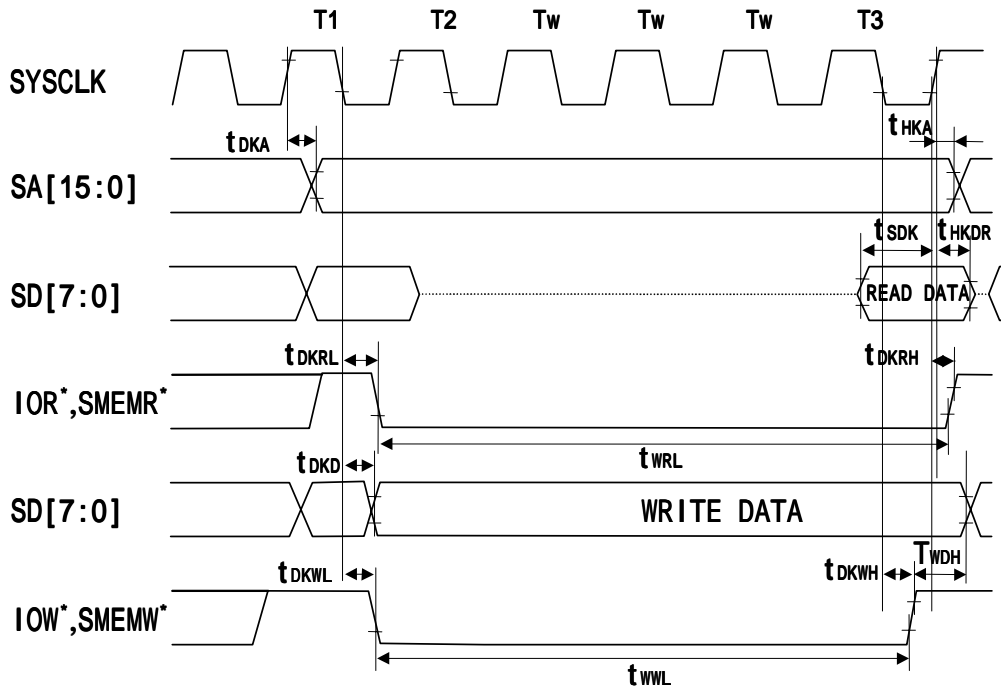 T1 T2 Tw Tw Tw T3
SYSCLK
tDKA tHKA
SA[15:0]
tSDK tHKDR
SD[7:0] READ DATA
tDKRL tDKRH
IOR*,SMEMR*
tWRL
tDKD
SD[7:0] WRITE DATA
TWDH
tDKWL tDKWH
IOW*,SMEMW*
tWWL